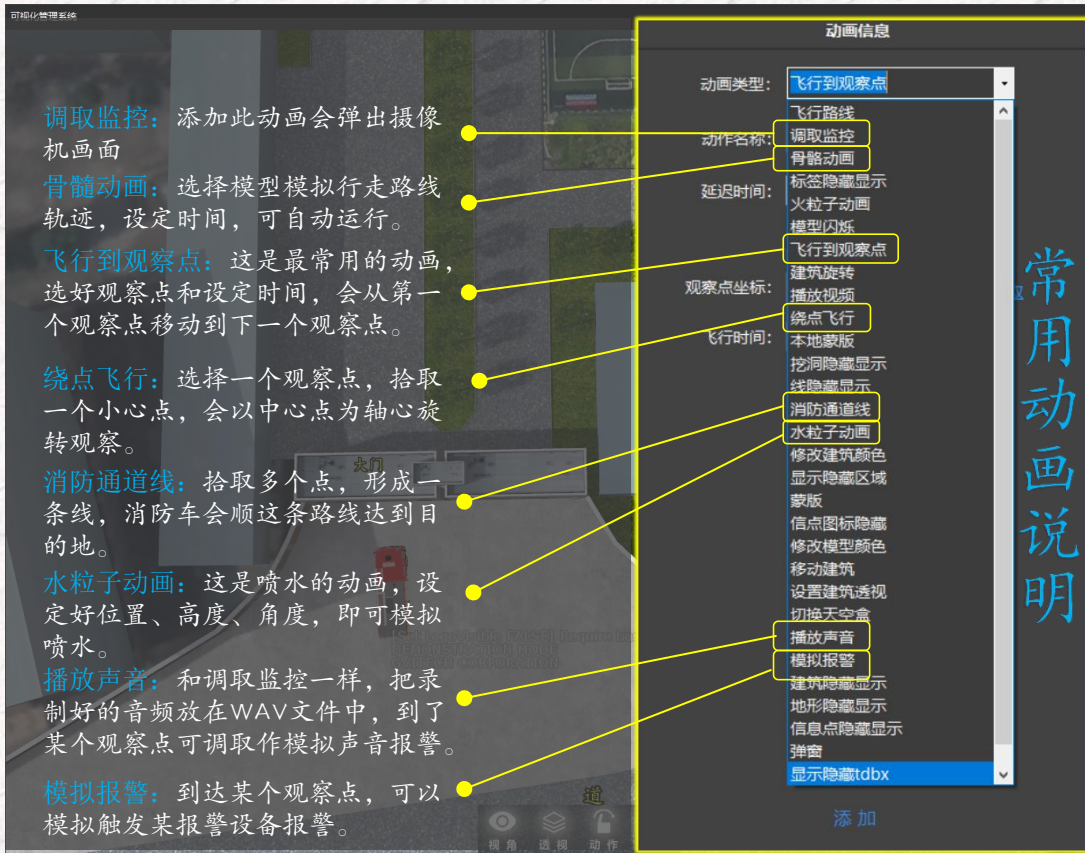 可视化管理系统
调取监控：添加此动画会弹出摄像
机画面
骨髓动画：选择模型模拟行走路线
轨迹，设定时间，可自动运行。
飞行到观察点：这是最常用的动画，
选好观察点和设定时间，会从第一
个观察点移动到下一个观察点。
绕点飞行：选择一个观察点，拾取
一个小心点，会以中心点为轴心旋
转观察。
消防通道线：拾取多个点，形成一
条线，消防车会顺这条路线达到目
的地。
水粒子动画：这是喷水的动画，设
定好位置、高度、角度，即可模拟
喷水。
播放声音：和调取监控一样，把录
制好的音频放在WAV文件中，到了
某个观察点可调取作模拟声音报警。
模拟报警：到达某个观察点，可以
模拟触发某报警设备报警。
大门
道
视角 透视 动作
动画信息
动画类型： 飞行到观察点
动作名称：
延迟时间：
观察点坐标：
飞行时间：
飞行路线
调取监控
骨骼动画
标签隐藏显示
火粒子动画
模型闪烁
飞行到观察点
建筑旋转
播放视频
绕点飞行
本地蒙版
挖洞隐藏显示
线隐藏显示
消防通道线
水粒子动画
修改建筑颜色
显示隐藏区域
蒙版
信点图标隐藏
修改模型颜色
移动建筑
设置建筑透视
切换天空盒
播放声音
模拟报警
建筑隐藏显示
地形隐藏显示
信息点隐藏显示
弹窗
显示隐藏tdbx
添加
常用动画说明